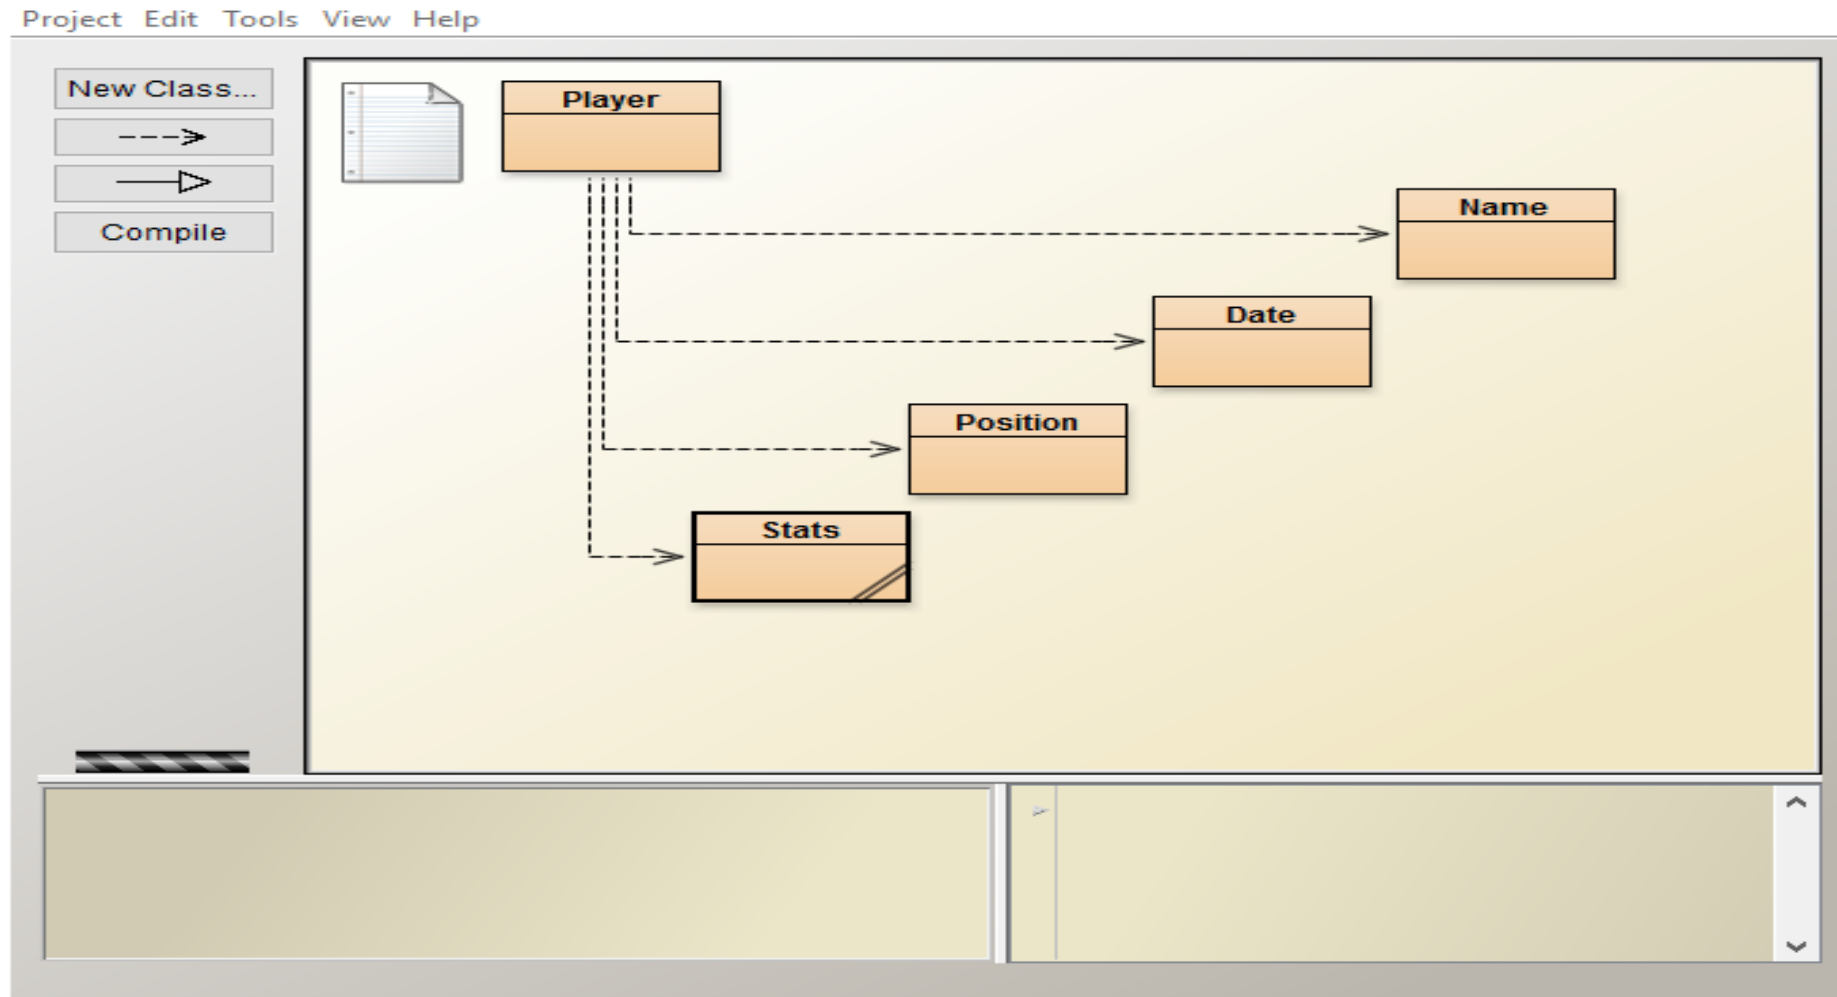 Project Edit Tools View Help
New Class...
Player
Name
Compile
Date
Position
Stats